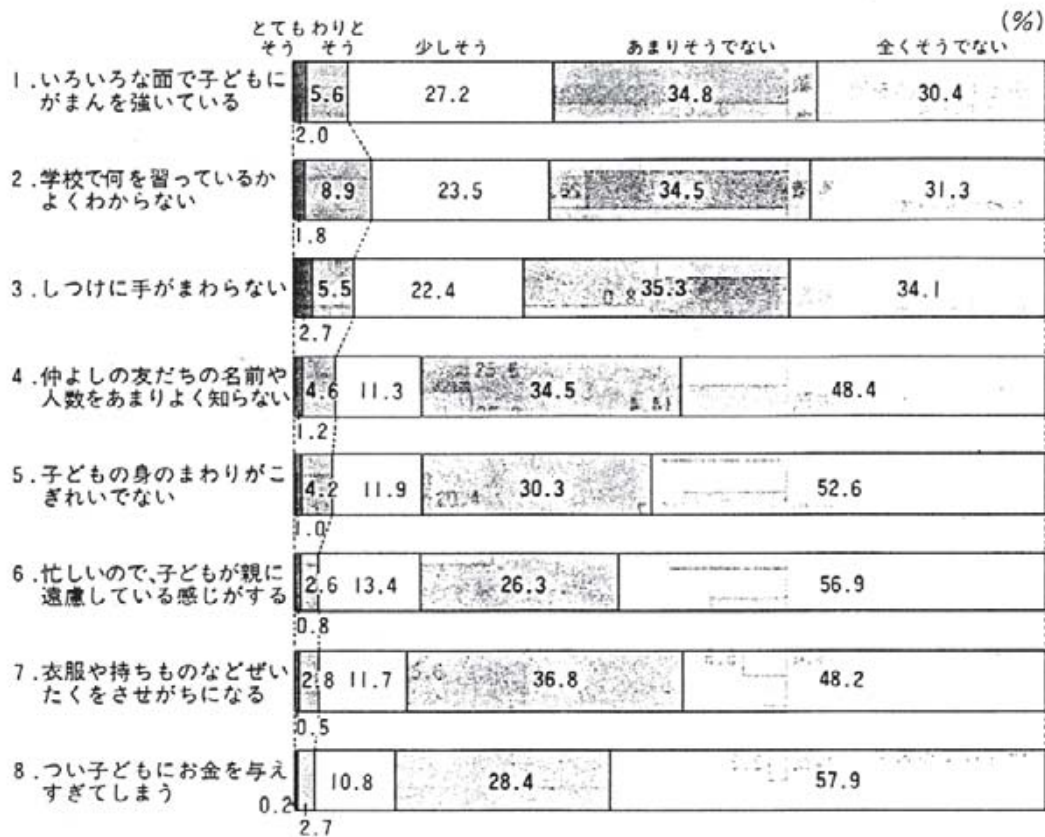 (%)
とても わりと
そう そう 少しそう あまりそうでない 全くそうでない
1.いろいろな面で子どもに
がまんを強いている
5.6 27.2 34.8 30.4
2.0
2.学校で何を習っているか
よくわからない
8.9 23.5 34.5 31.3
1.8
3.しつけに手がまわらない
5.5 22.4 35.3 34.1
2.7
4.仲よしの友だちの名前や
人数をあまりよく知らない
4.6 11.3 34.5 48.4
1.2
5.子どもの身のまわりがこ
ぎれいでない
4.2 11.9 30.3 52.6
1.0
6.忙しいので、子どもが親に
遠慮している感じがする
2.6 13.4 26.3 56.9
0.8
7.衣服や持ちものなどぜい
たくをさせがちになる
2.8 11.7 36.8 48.2
0.5
8.つい子どもにお金を与え
すぎてしまう
10.8 28.4 57.9
0.2
2.7